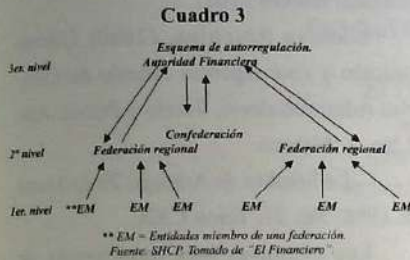 Cuadro 3
Esquema de autorregulación.
3er. nivel Autoridad Financiera
Confederación
2º nivel Federación regional Federación regional
1er. nivel **EM EM EM EM EM EM
** EM = Entidades miembro de una federación.
Fuente. SHCP. Tomado de "El Financiero".